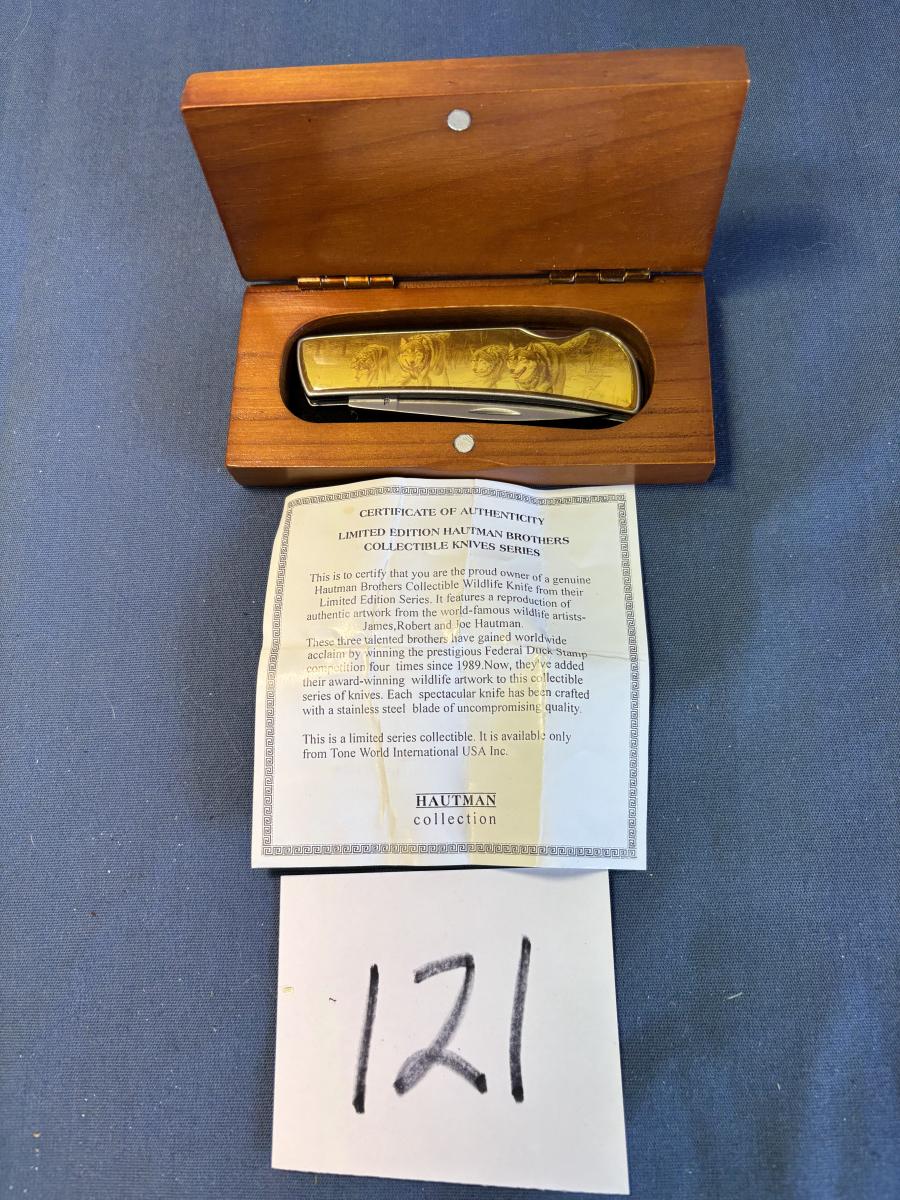 CERTIFICATE OF AUTHENTICITY
LIMITED EDITION HAUTMAN BROTHERS
COLLECTIBLE KNIVES SERIES
This is to certify that you are the proud owner of a genuine
Hautman Brothers Collectible Wildlife Knife from their
Limited Edition Series. It features a reproduction of
authentic artwork from the world-famous wildlife artists-
James,Robert and Joe Hautman.
These three talented brothers have gained worldwide
acclaim by winning the prestigious Federal Duck Stamp
competition four times since 1989.Now, they've added
their award-winning wildlife artwork to this collectible
series of knives. Each spectacular knife has been crafted
with a stainless steel blade of uncompromising quality.
This is a limited series collectible. It is available only
from Tone World International USA Inc.
HAUTMAN
collection
121